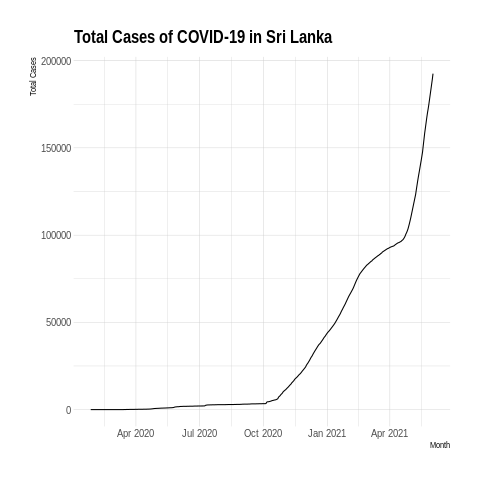 Total Cases of COVID-19 in Sri Lanka
Total Cases
200000
150000
100000
50000
0
Apr 2020 Jul 2020 Oct 2020 Jan 2021 Apr 2021
Month